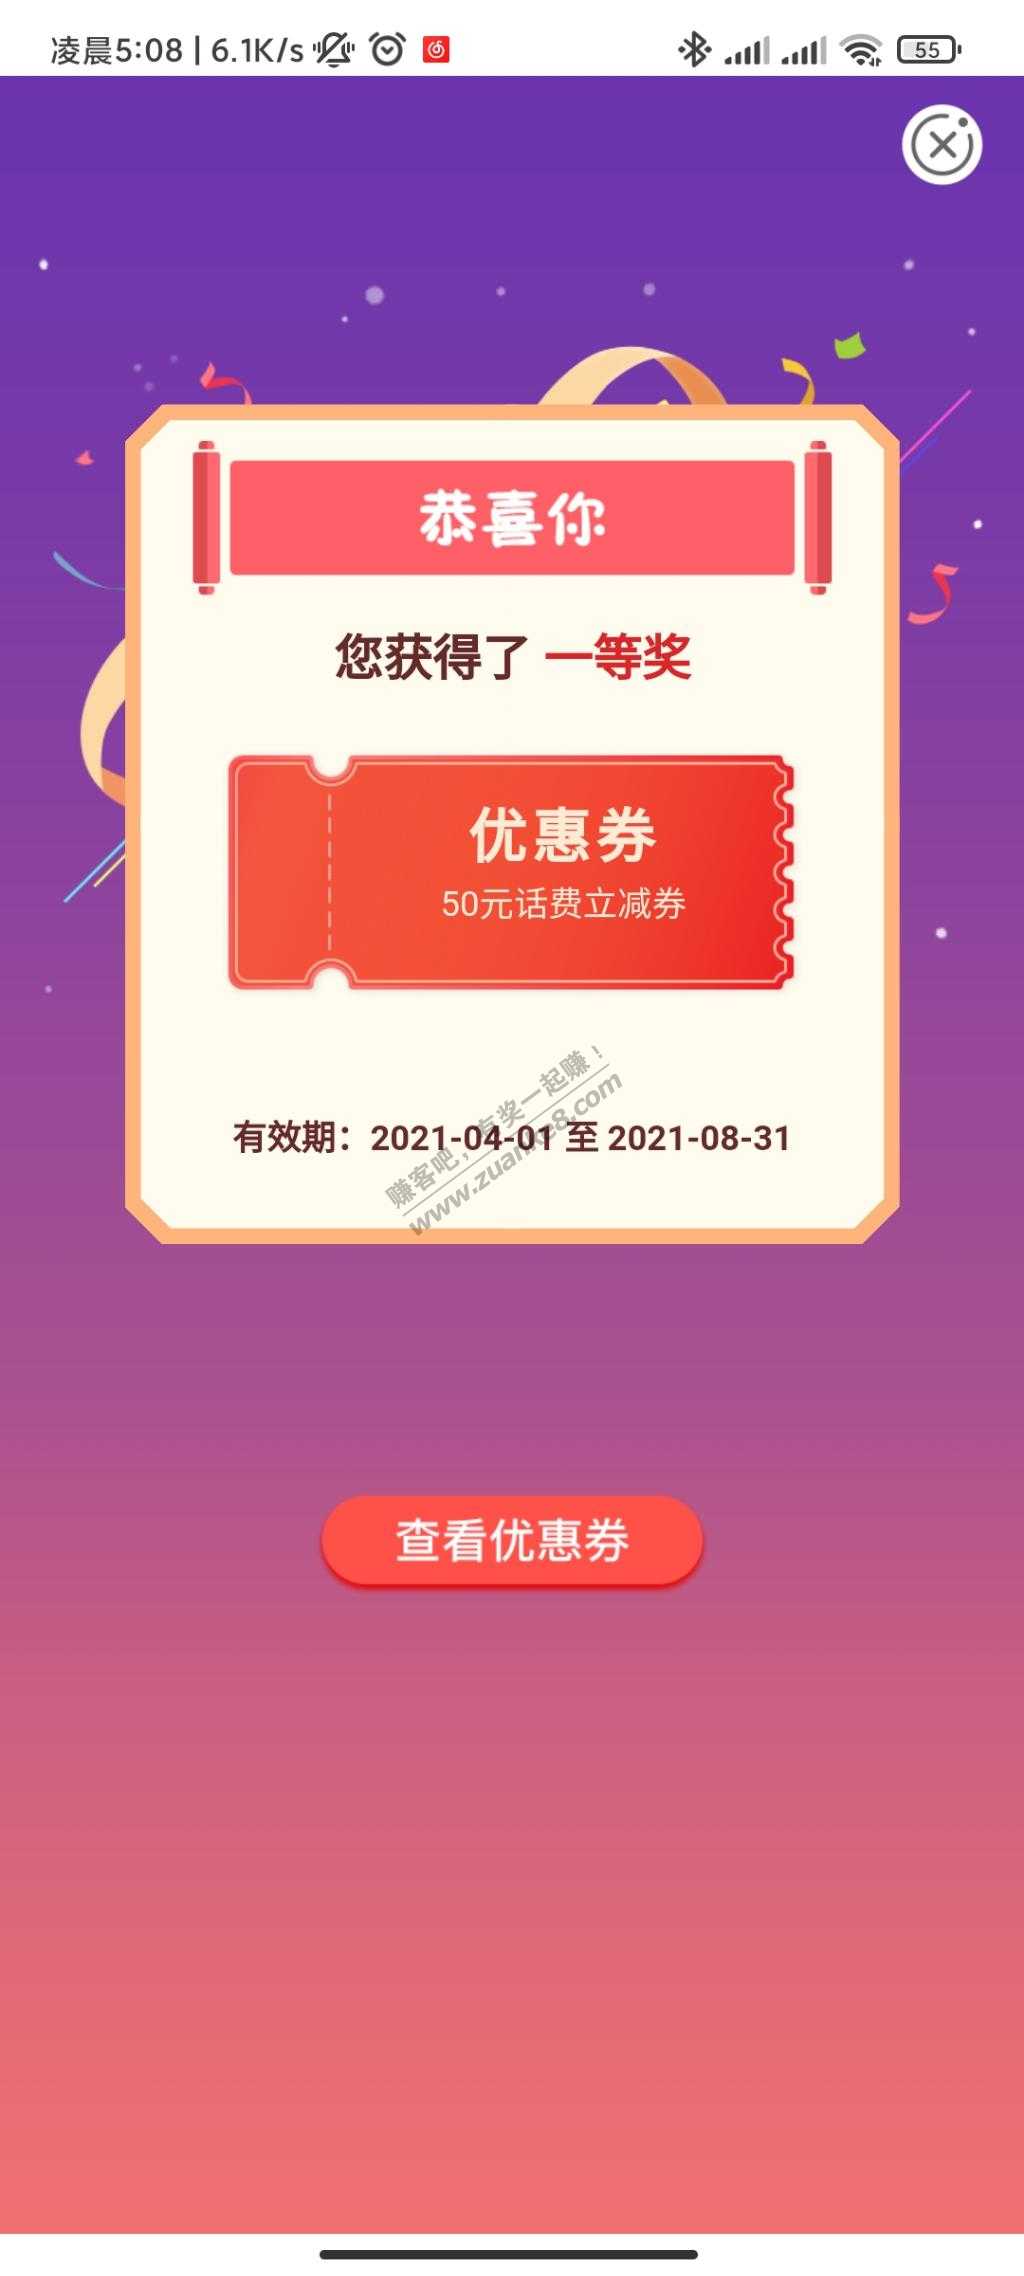 凌晨5:08 | 6.1K/s
55
恭喜你
您获得了 一等奖
优惠券
50元话费立减券
赚客吧，有奖一起赚！
www.zuanke8.com
有效期：2021-04-01 至 2021-08-31
查看优惠券